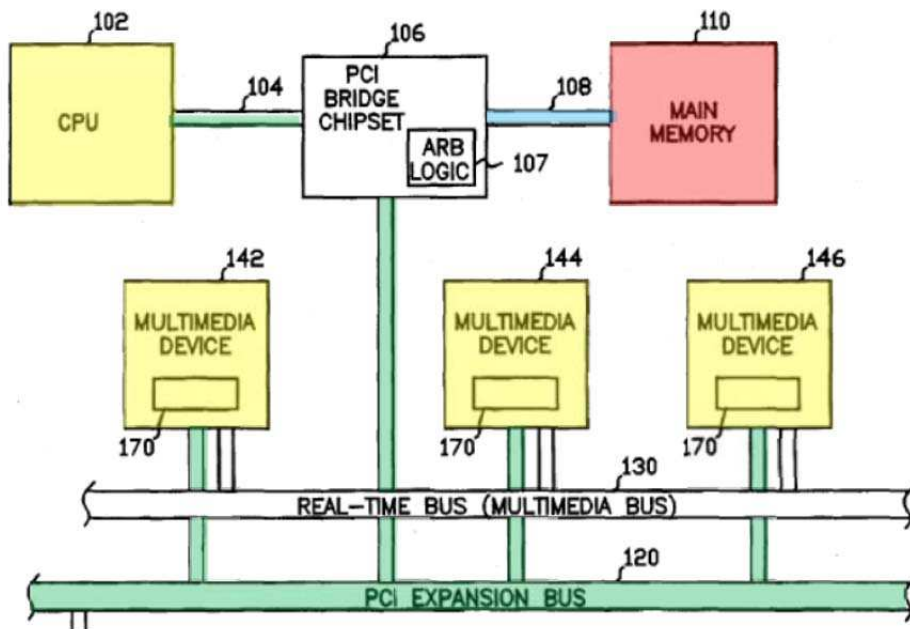 102
106
110
PCI
BRIDGE
CHIPSET
104
108
CPU
MAIN
MEMORY
ARB
LOGIC
107
142
144
146
MULTIMEDIA
DEVICE
MULTIMEDIA
DEVICE
MULTIMEDIA
DEVICE
170
170
170
130
REAL-TIME BUS (MULTIMEDIA BUS)
120
PCI EXPANSION BUS